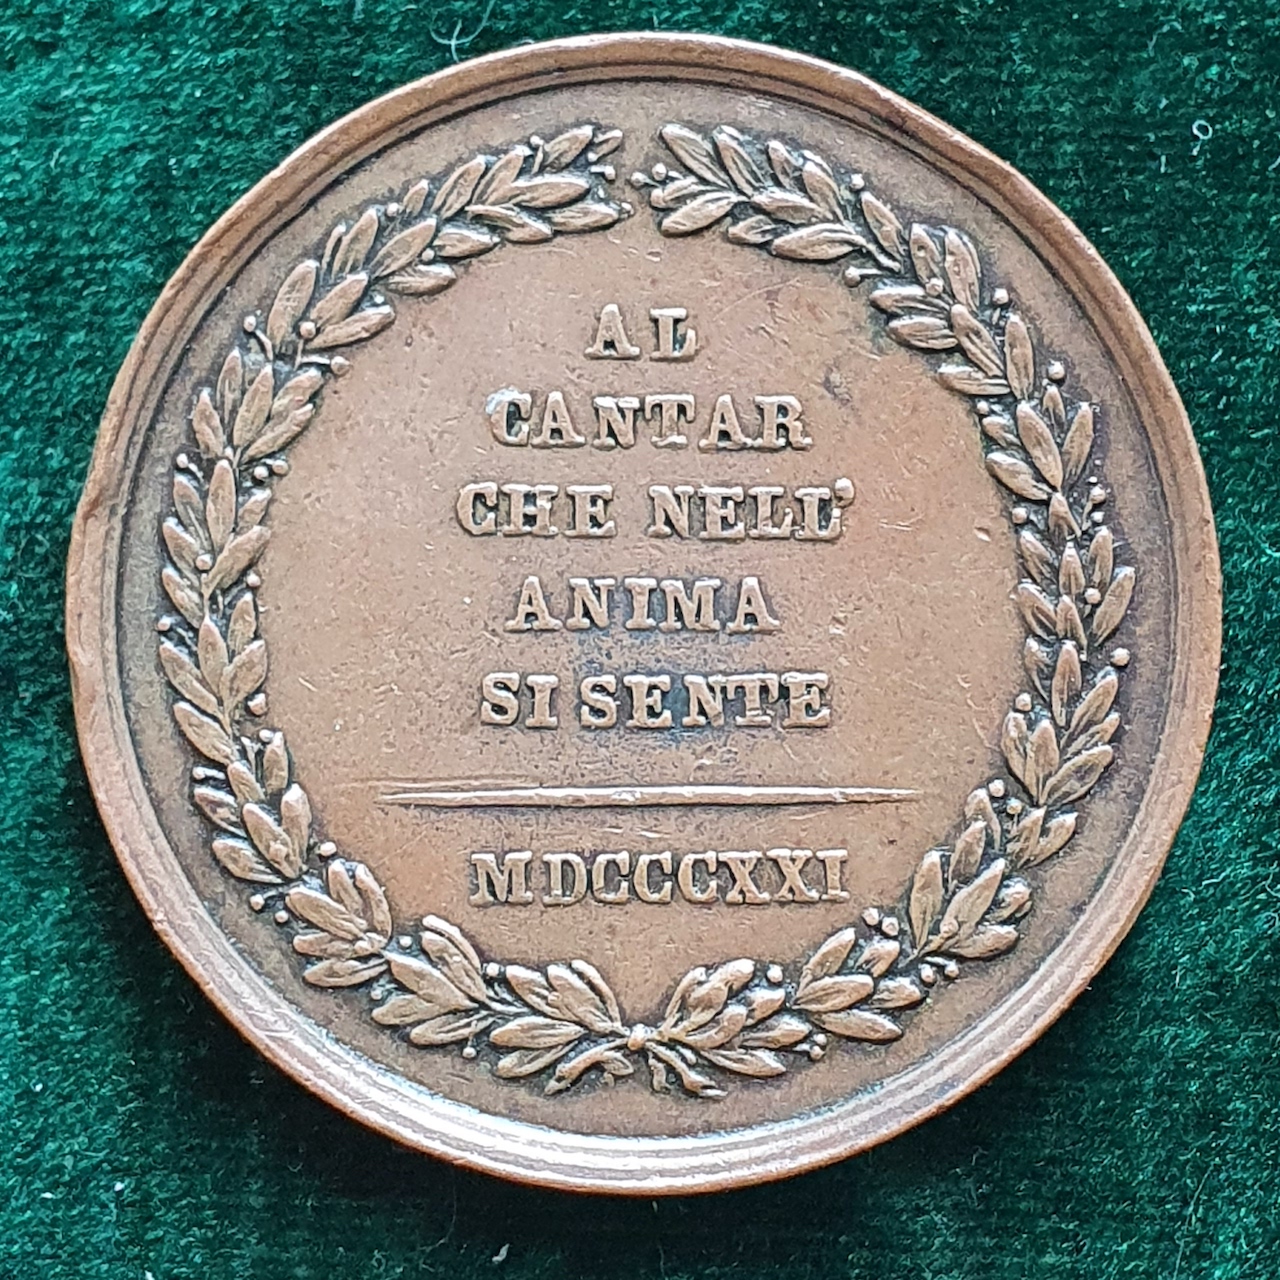 AL
CANTAR
CHE NELL'
ANIMA
SI SENTE
MDCCCXXI